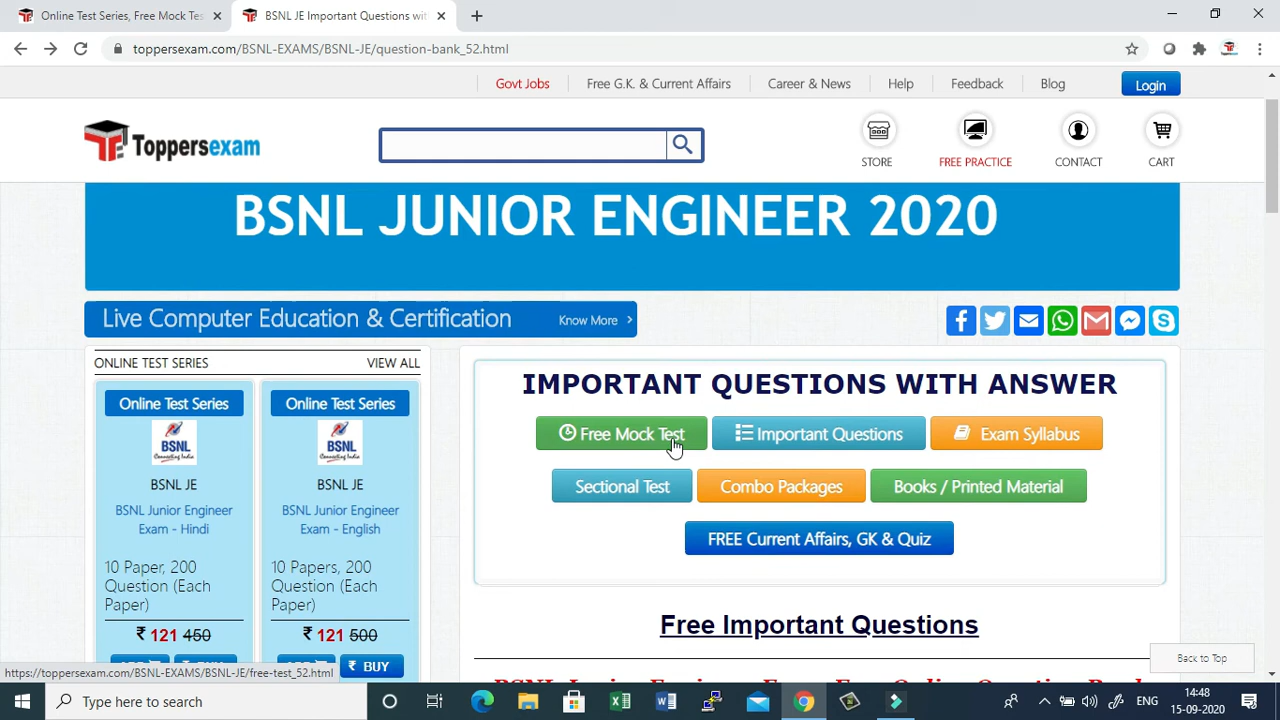 Online Test Series, Free Mock Tes
BSNL JE Important Questions wit
toppersexam.com/BSNL-EXAMS/BSNL-JE/question-bank_52.html
Govt Jobs
Free G.K. & Current Affairs
Career & News
Help
Feedback
Blog
Login
Toppersexam
STORE
FREE PRACTICE
CONTACT
CART
BSNL JUNIOR ENGINEER 2020
Live Computer Education & Certification
Know More
ONLINE TEST SERIES
VIEW ALL
IMPORTANT QUESTIONS WITH ANSWER
Online Test Series
Online Test Series
Free Mock Test
Important Questions
Exam Syllabus
BSNL
BSNL
BSNL JE
BSNL JE
Sectional Test
Combo Packages
Books / Printed Material
BSNL Junior Engineer
Exam - Hindi
BSNL Junior Engineer
Exam - English
FREE Current Affairs, GK & Quiz
10 Paper, 200
Question (Each
Paper)
10 Papers, 200
Question (Each
Paper)
₹ 121 450
₹ 121 500
Free Important Questions
₹ BUY
Back to Top
https://toppersexam.com/BSNL-EXAMS/BSNL-JE/free-test_52.html
Type here to search
ENG
14:48
15-09-2020